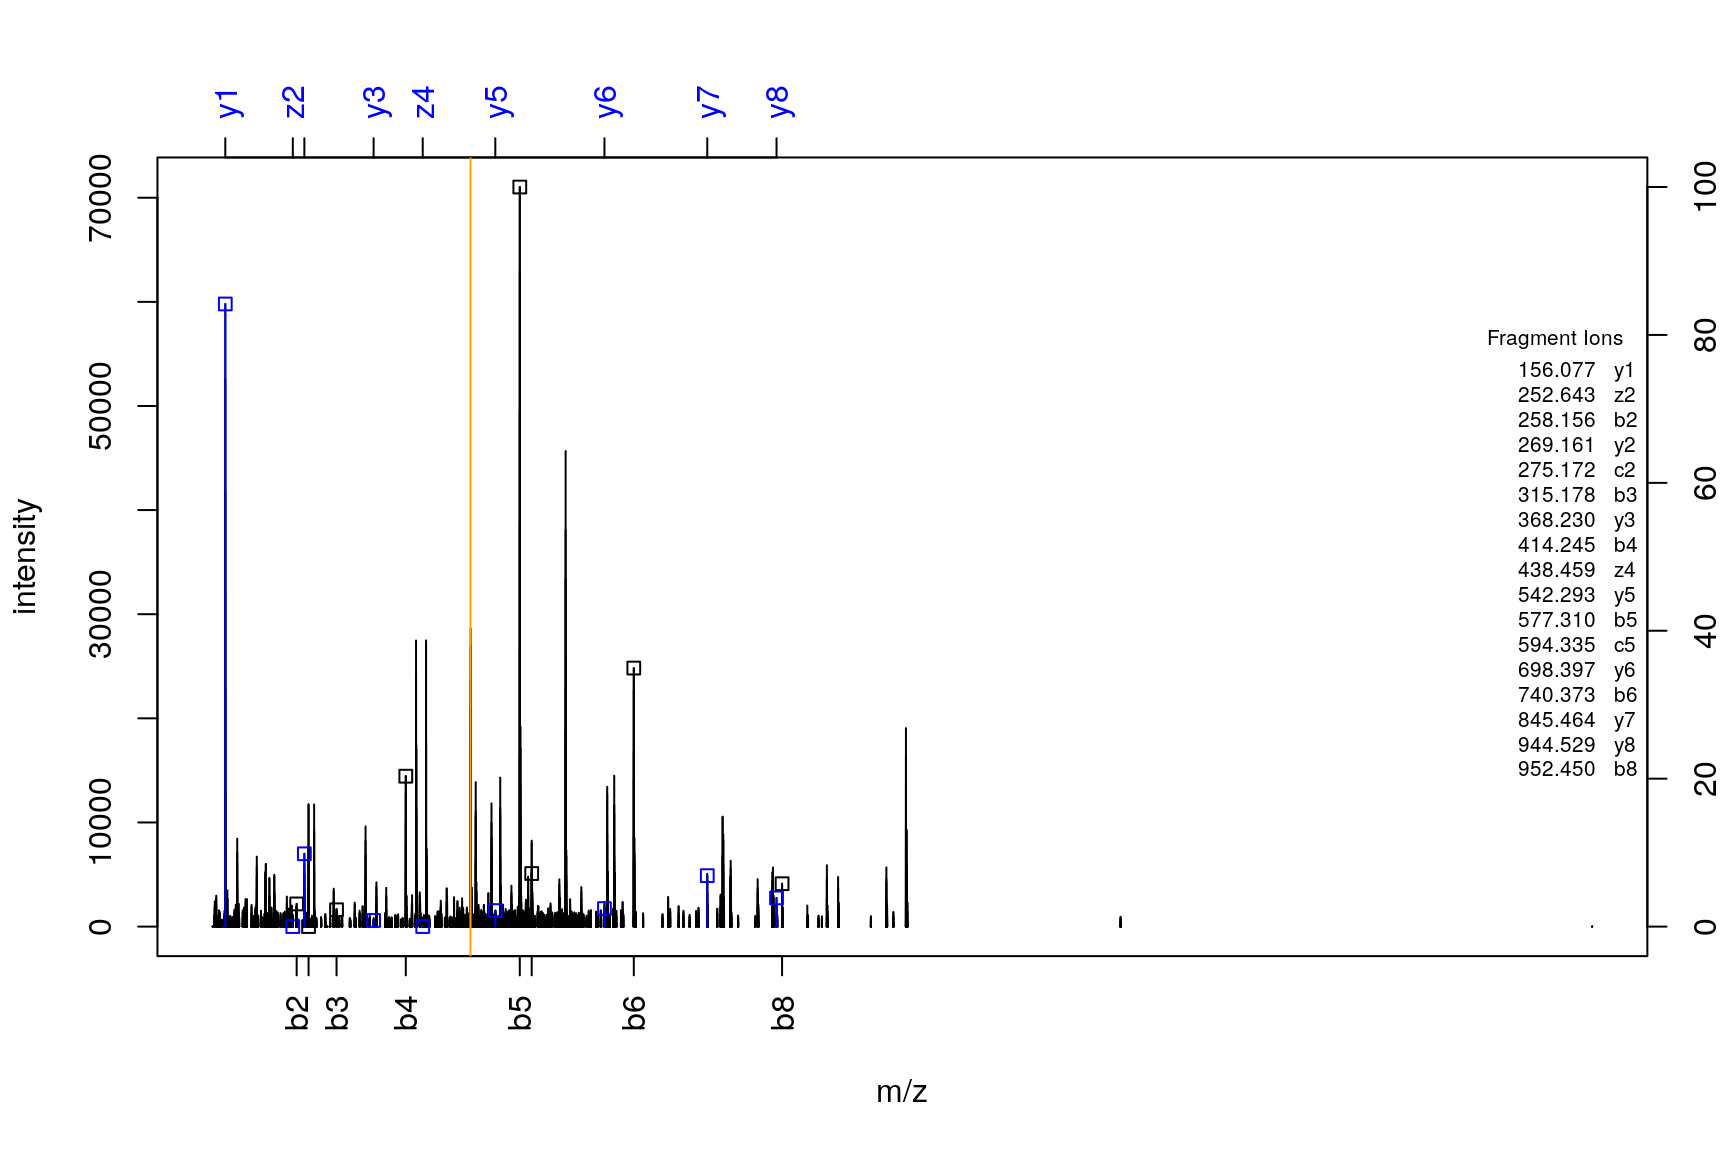 y1 z2 y3 z4 y5 y6 y7 y8
70000
50000
30000
10000
0
intensity
100
80
60
40
20
0
Fragment Ions
156.077 y1
252.643 z2
258.156 b2
269.161 y2
275.172 c2
315.178 b3
368.230 y3
414.245 b4
438.459 z4
542.293 y5
577.310 b5
594.335 c5
698.397 y6
740.373 b6
845.464 y7
944.529 y8
952.450 b8
b2 b3 b4 b5 b6 b8
m/z